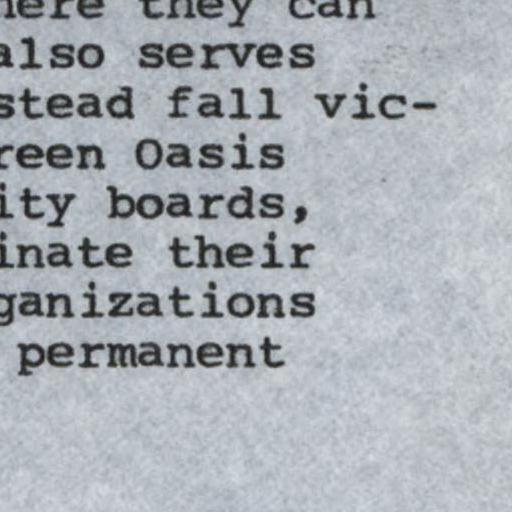 here they can
also serves
stead fall vic-
reen Oasis
ity boards,
inate their
ganizations
permanent